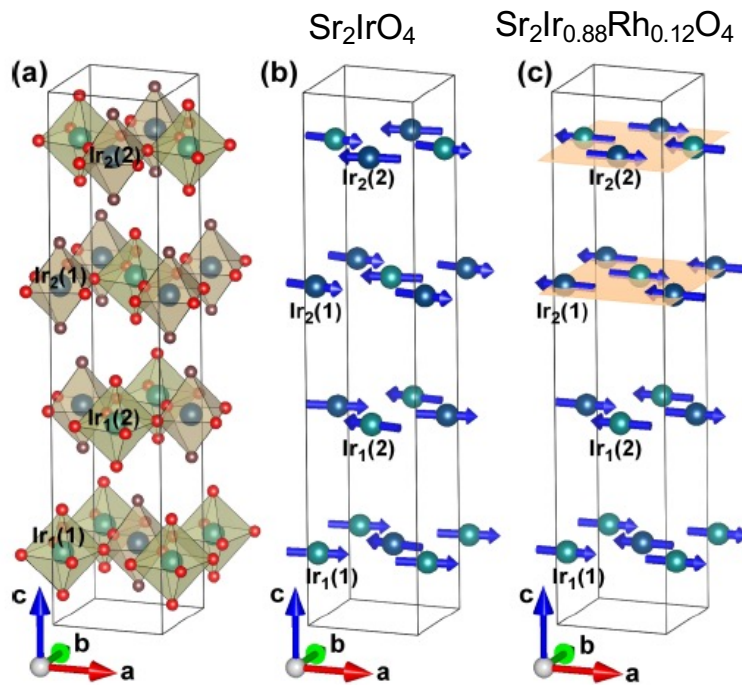 Sr₂IrO₄ Sr₂Ir₀.₈₈Rh₀.₁₂O₄
(a) (b) (c)
Ir₂(2) Ir₂(2) Ir₂(2)
Ir₂(1) Ir₂(1) Ir₂(1)
Ir₁(2) Ir₁(2) Ir₁(2)
Ir₁(1) Ir₁(1) Ir₁(1)
c c c
b b b
a a a